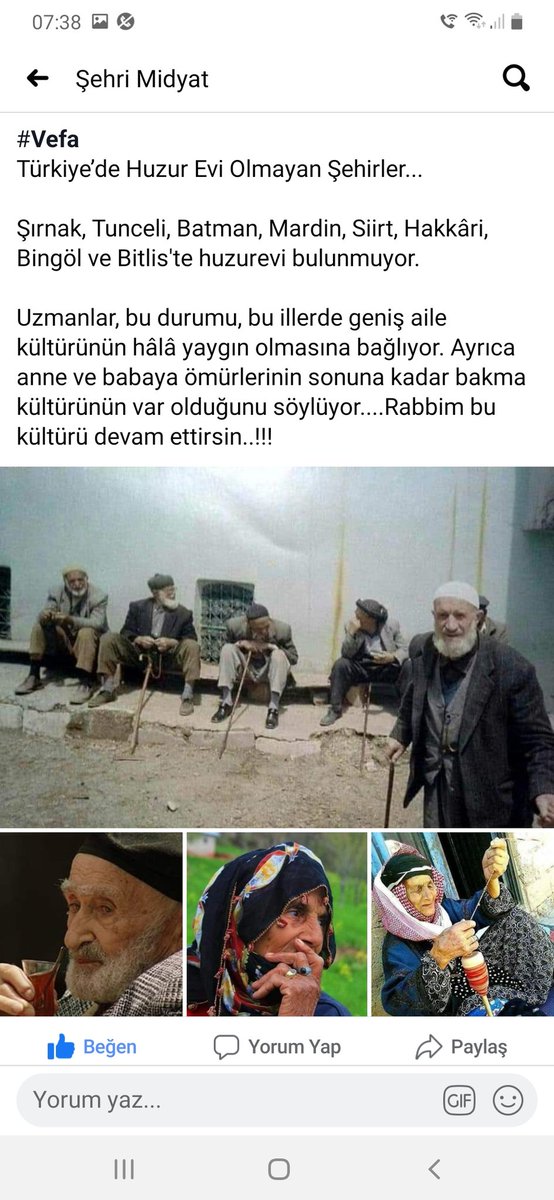 07:38
Şehri Midyat
#Vefa
Türkiye’de Huzur Evi Olmayan Şehirler...
Şırnak, Tunceli, Batman, Mardin, Siirt, Hakkâri,
Bingöl ve Bitlis'te huzurevi bulunmuyor.
Uzmanlar, bu durumu, bu illerde geniş aile
kültürünün hâlâ yaygın olmasına bağlıyor. Ayrıca
anne ve babaya ömürlerinin sonuna kadar bakma
kültürünün var olduğunu söylüyor....Rabbim bu
kültürü devam ettirsin..!!!
Beğen
Yorum Yap
Paylaş
Yorum yaz...
GIF